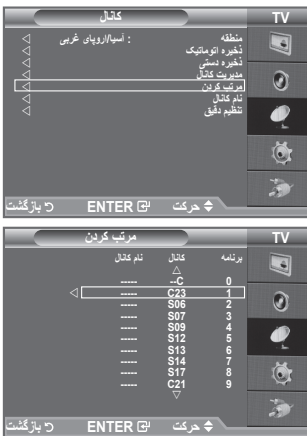 TV کانال
منطقه : آسیا/اروپای غربی
ذخیره اتوماتیک
ذخیره دستی
مدیریت کانال
مرتب کردن
نام کانال
تنظیم دقیق
حرکت ENTER بازگشت
TV مرتب کردن
برنامه کانال نام کانال
0 C-- -----
1 C23 -----
2 S06 -----
3 S07 -----
4 S09 -----
5 S12 -----
6 S13 -----
7 S14 -----
8 S17 -----
9 C21 -----
حرکت ENTER بازگشت